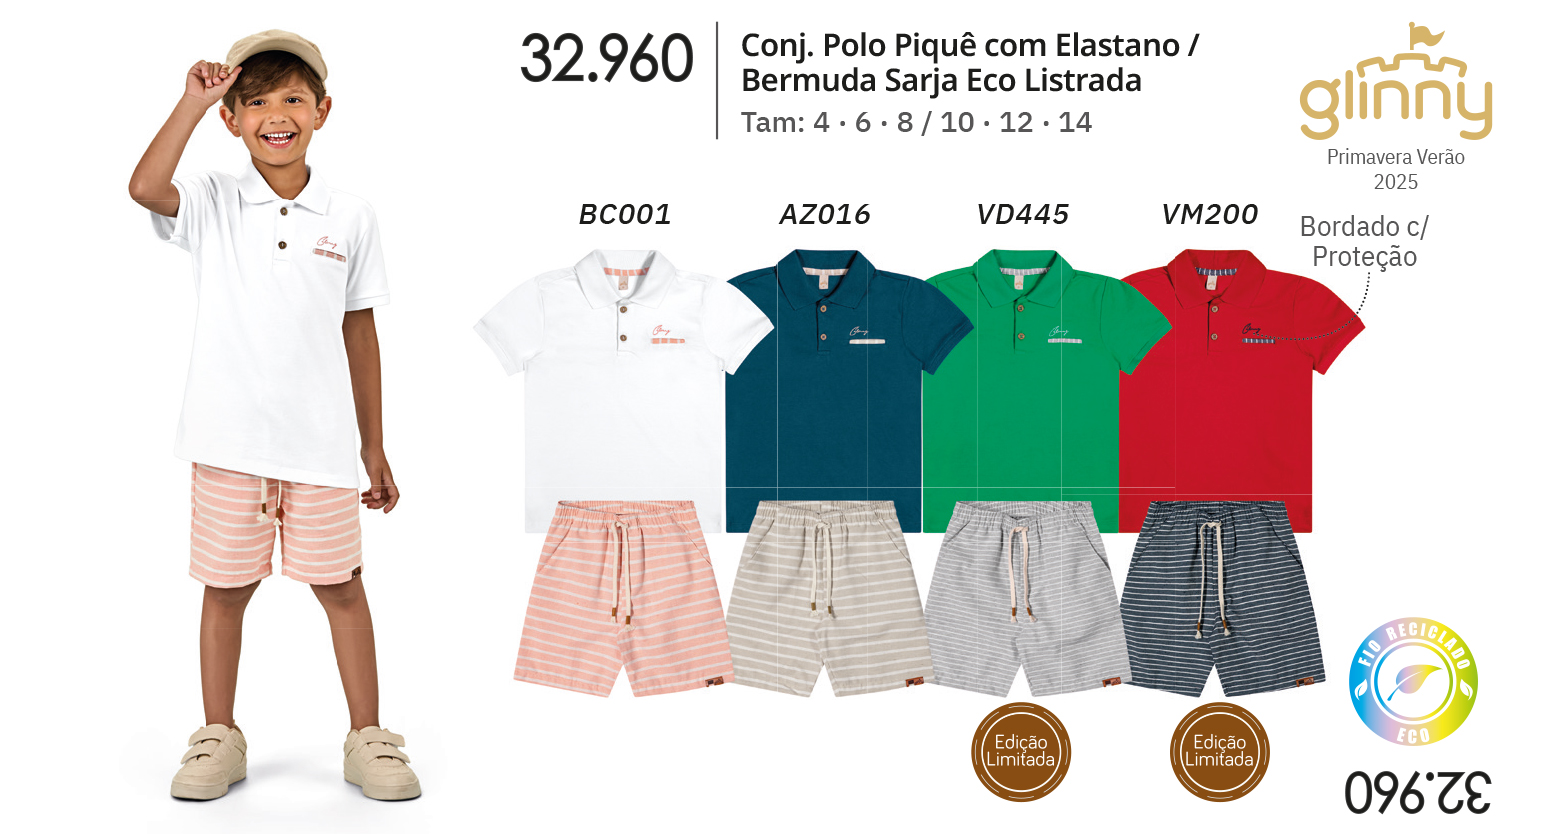 32.960
Conj. Polo Piquê com Elastano /
Bermuda Sarja Eco Listrada
Tam: 4 · 6 · 8 / 10 · 12 · 14
glinny
Primavera Verão
2025
BC001
AZ016
VD445
VM200
Bordado c/
Proteção
Edição
Limitada
Edição
Limitada
FIO RECICLADO
ECO
32.960